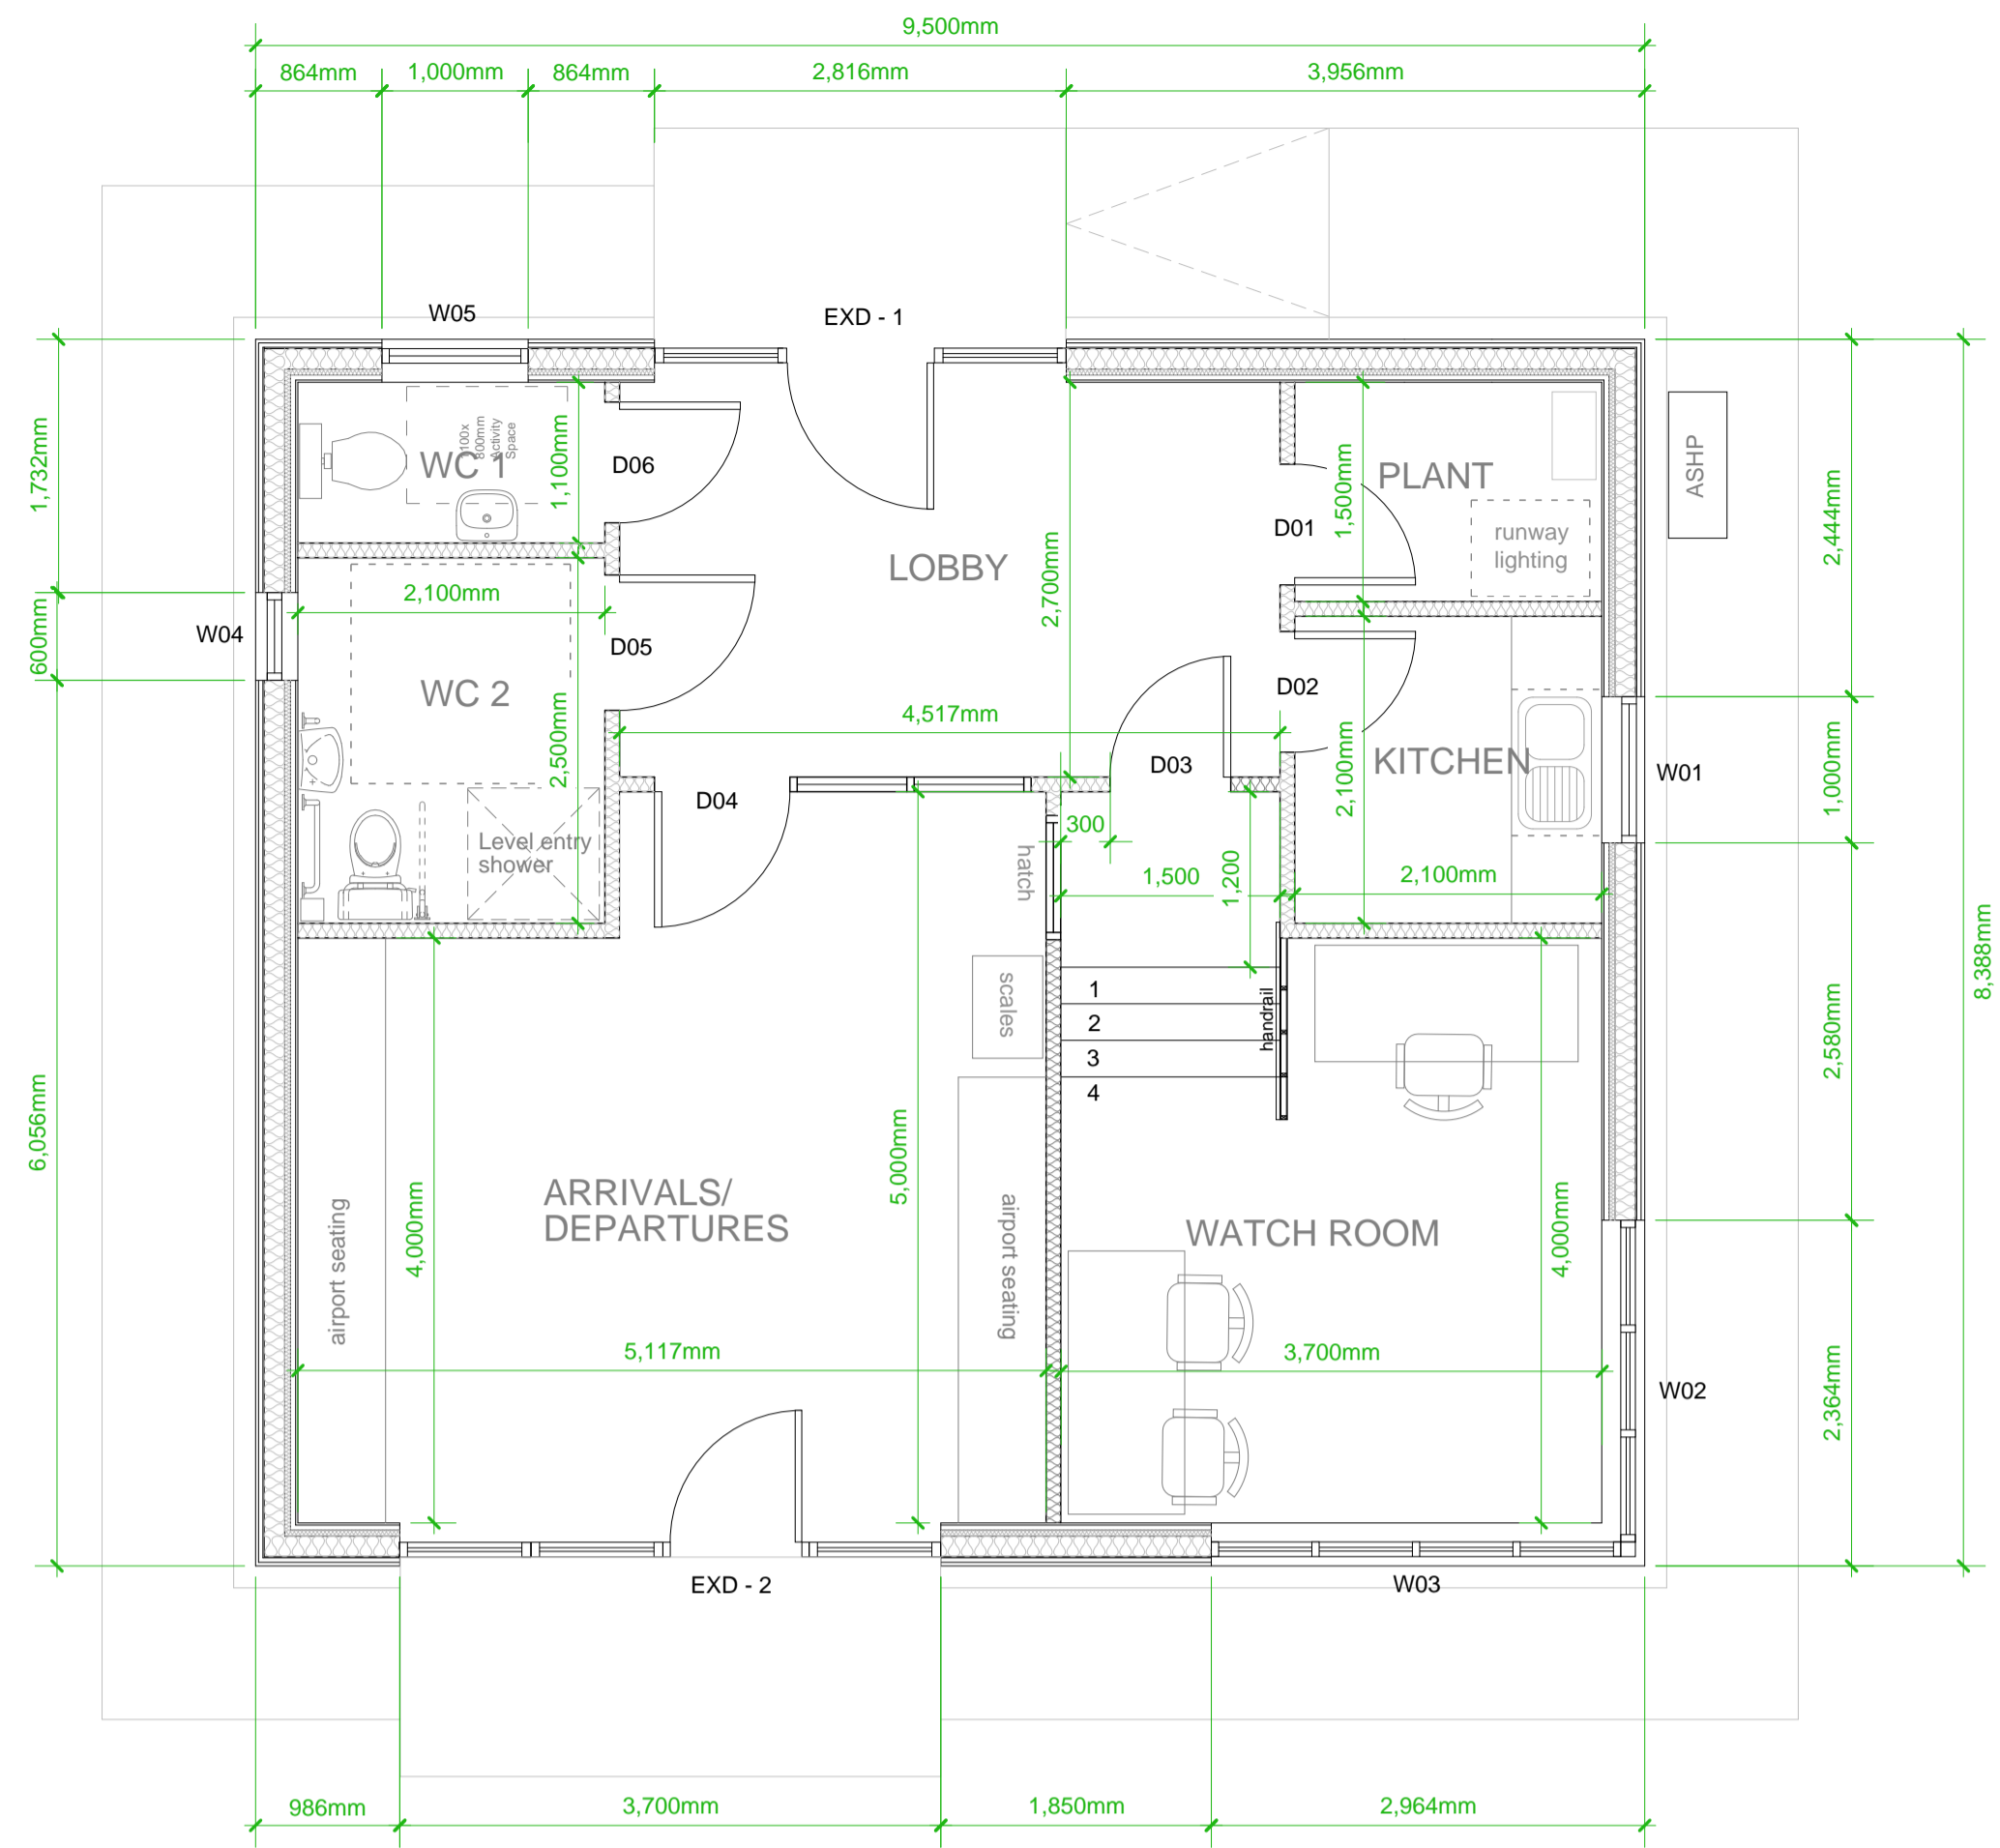 9,500mm
864mm
1,000mm
864mm
2,816mm
3,956mm
W05
EXD - 1
1,732mm
600mm
6,056mm
W04
WC 1
800mm
Activity
Space
1,100mm
D06
LOBBY
2,700mm
D01
PLANT
1,500mm
runway
lighting
ASHP
2,444mm
2,100mm
D05
WC 2
2,500mm
4,517mm
D02
D03
D04
KITCHEN
2,100mm
W01
1,000mm
Level entry
shower
hatch
300
1,500
1,200
2,100mm
8,388mm
scales
1
2
3
4
handrail
2,580mm
ARRIVALS/
DEPARTURES
4,000mm
5,000mm
airport seating
airport seating
WATCH ROOM
4,000mm
5,117mm
3,700mm
W02
2,364mm
EXD - 2
W03
986mm
3,700mm
1,850mm
2,964mm